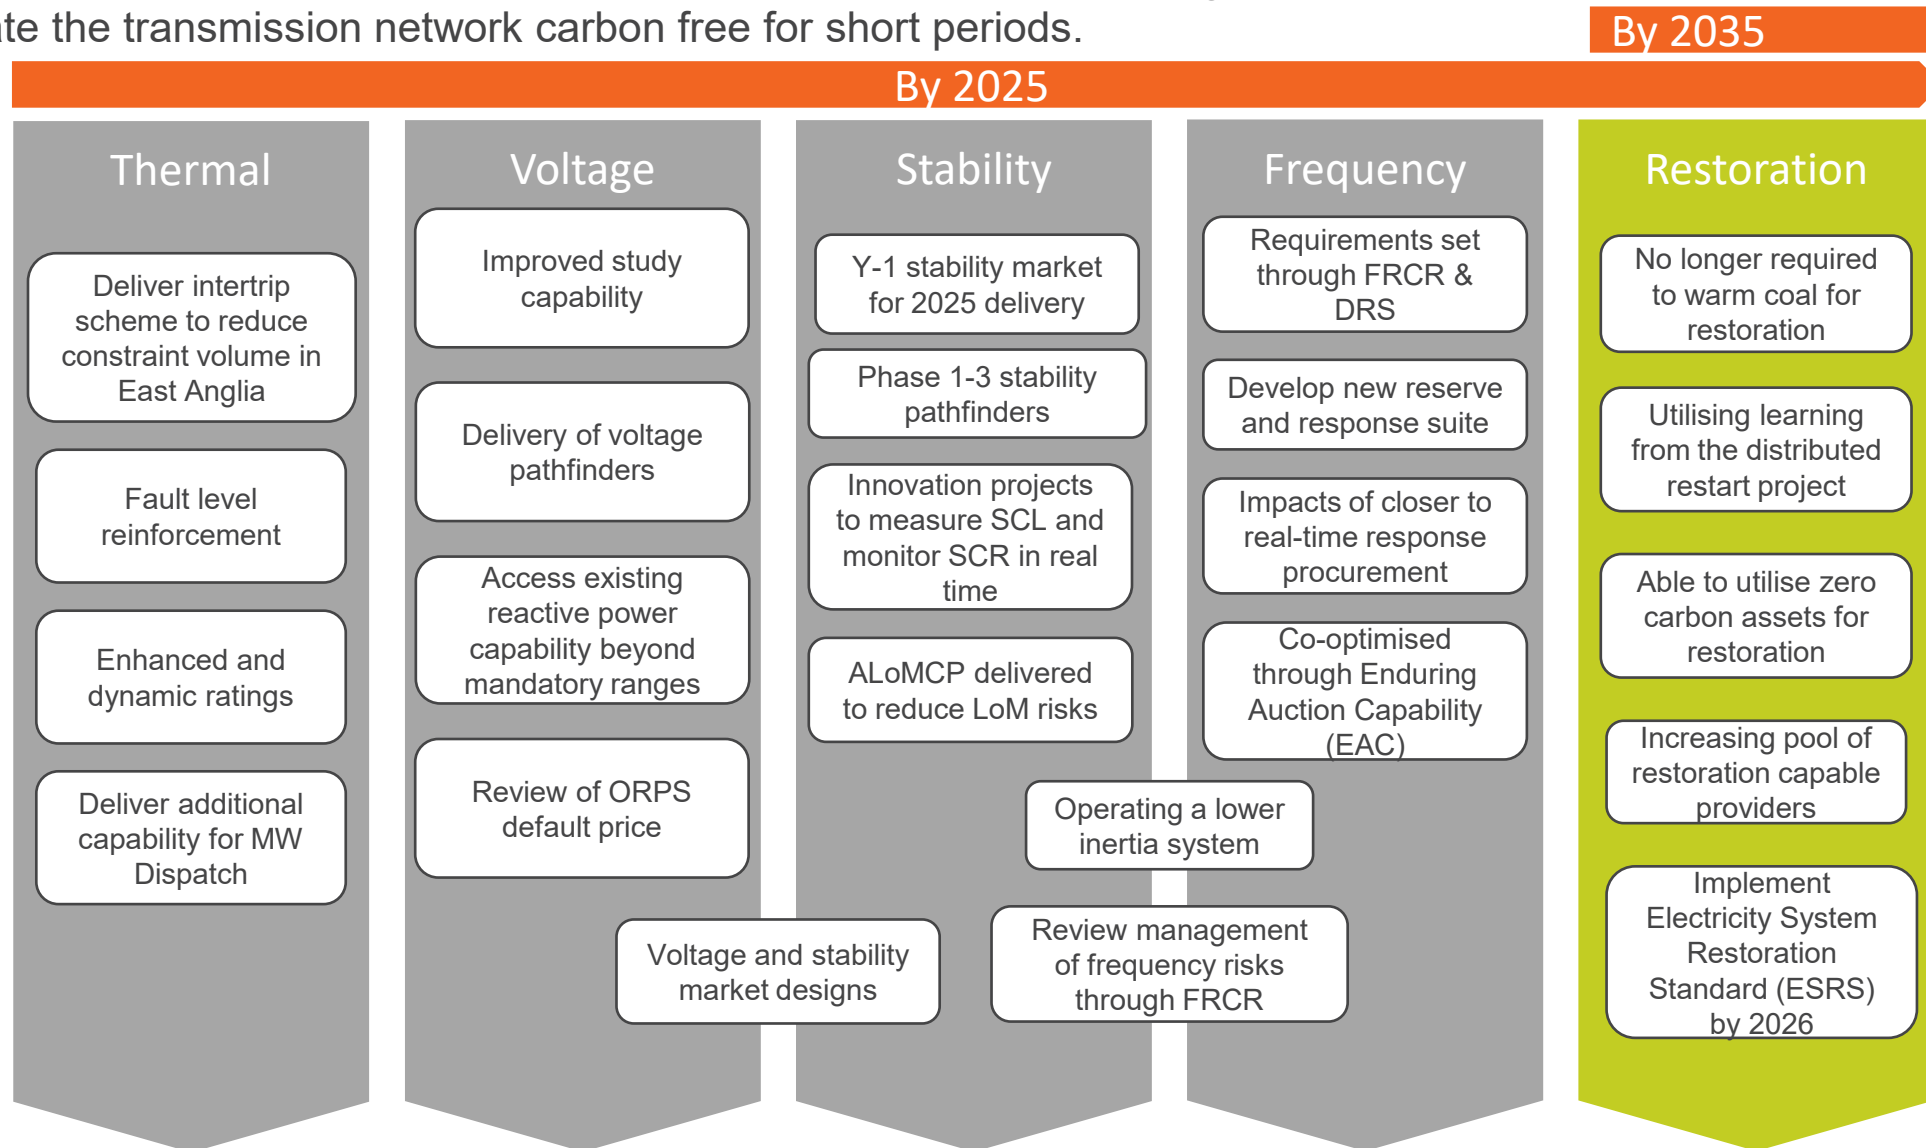 the transmission network carbon free for short periods.
By 2035
By 2025
Thermal
Deliver intertrip
scheme to reduce
constraint volume in
East Anglia
Fault level
reinforcement
Enhanced and
dynamic ratings
Deliver additional
capability for MW
Dispatch
Voltage
Improved study
capability
Delivery of voltage
pathfinders
Access existing
reactive power
capability beyond
mandatory ranges
Review of ORPS
default price
Voltage and stability
market designs
Stability
Y-1 stability market
for 2025 delivery
Phase 1-3 stability
pathfinders
Innovation projects
to measure SCL and
monitor SCR in real
time
ALoMCP delivered
to reduce LoM risks
Operating a lower
inertia system
Review management
of frequency risks
through FRCR
Frequency
Requirements set
through FRCR &
DRS
Develop new reserve
and response suite
Impacts of closer to
real-time response
procurement
Co-optimised
through Enduring
Auction Capability
(EAC)
Restoration
No longer required
to warm coal for
restoration
Utilising learning
from the distributed
restart project
Able to utilise zero
carbon assets for
restoration
Increasing pool of
restoration capable
providers
Implement
Electricity System
Restoration
Standard (ESRS)
by 2026